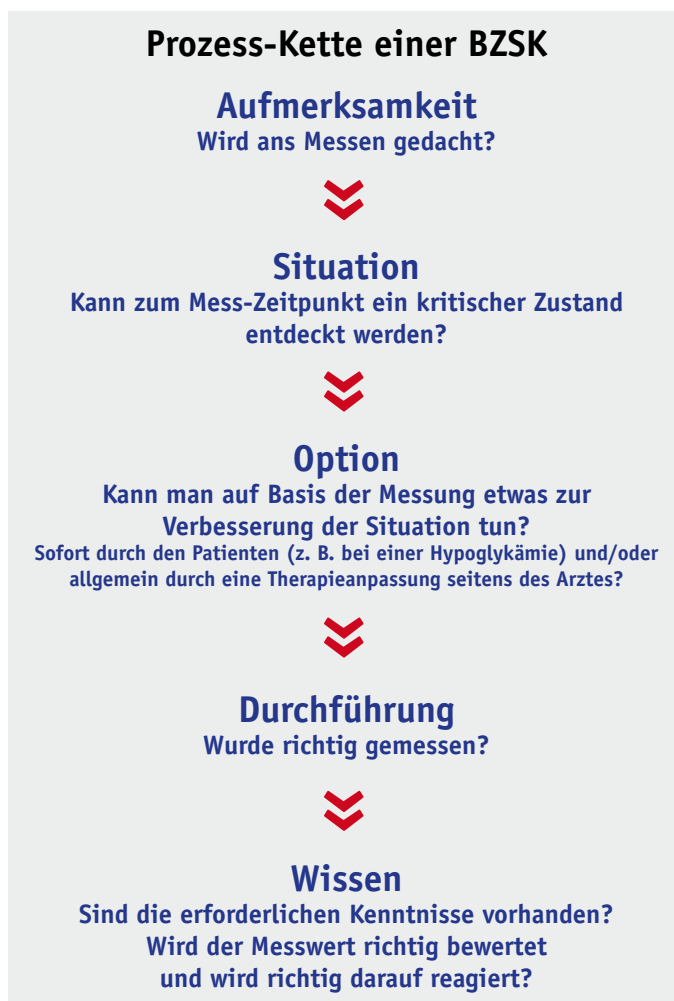 Prozess-Kette einer BZSK
Aufmerksamkeit
Wird ans Messen gedacht?
Situation
Kann zum Mess-Zeitpunkt ein kritischer Zustand
entdeckt werden?
Option
Kann man auf Basis der Messung etwas zur
Verbesserung der Situation tun?
Sofort durch den Patienten (z. B. bei einer Hypoglykämie) und/oder
allgemein durch eine Therapieanpassung seitens des Arztes?
Durchführung
Wurde richtig gemessen?
Wissen
Sind die erforderlichen Kenntnisse vorhanden?
Wird der Messwert richtig bewertet
und wird richtig darauf reagiert?